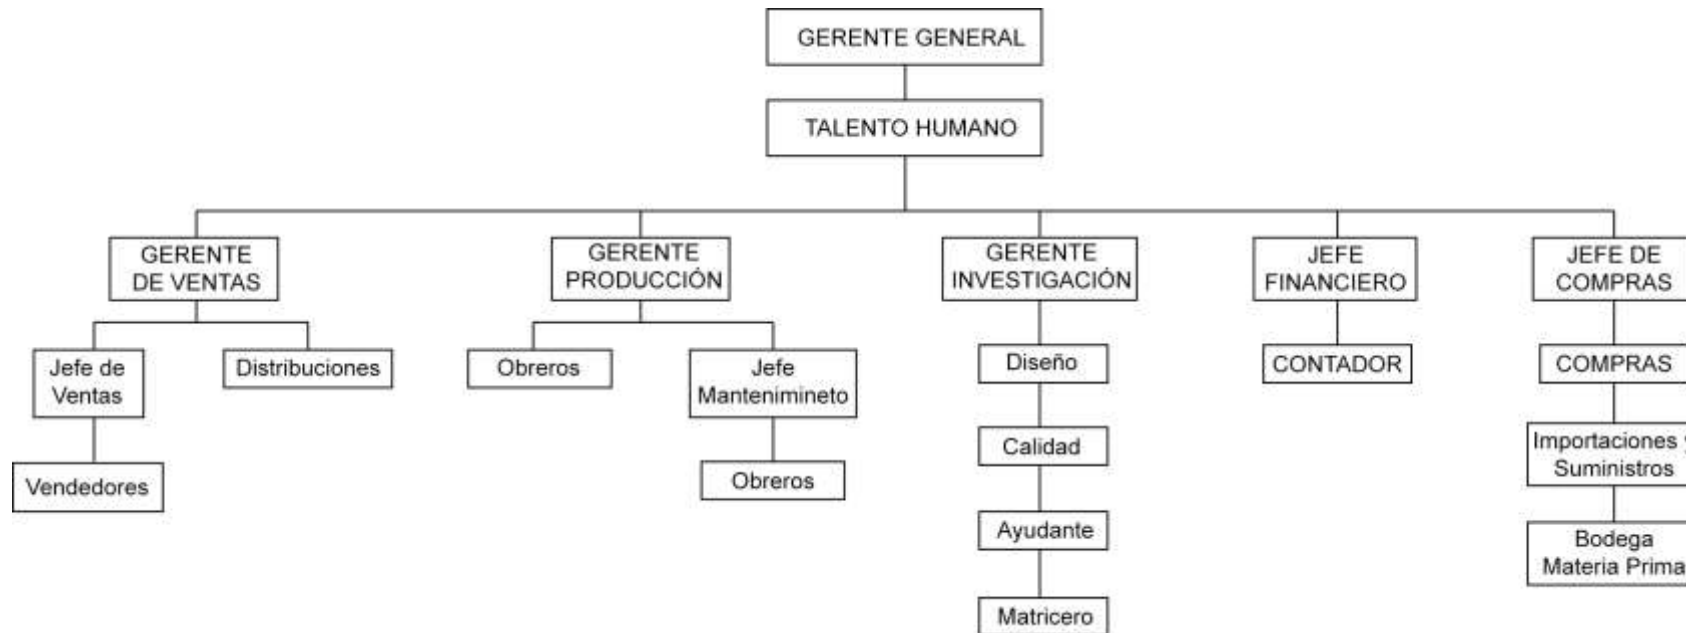 GERENTE GENERAL
TALENTO HUMANO
GERENTE
DE VENTAS
GERENTE
PRODUCCIÓN
GERENTE
INVESTIGACIÓN
JEFE
FINANCIERO
JEFE DE
COMPRAS
Jefe de
Ventas
Distribuciones
Obreros
Jefe
Mantenimineto
Diseño
CONTADOR
COMPRAS
Vendedores
Obreros
Calidad
Importaciones y
Suministros
Ayudante
Bodega
Materia Prima
Matricero